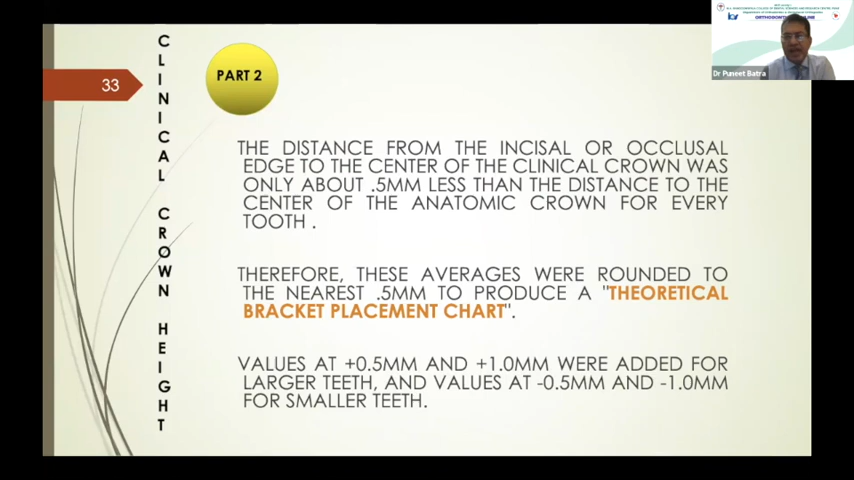 33
CLINICAL CROWN HEIGHT
PART 2
THE DISTANCE FROM THE INCISAL OR OCCLUSAL
EDGE TO THE CENTER OF THE CLINICAL CROWN WAS
ONLY ABOUT .5MM LESS THAN THE DISTANCE TO THE
CENTER OF THE ANATOMIC CROWN FOR EVERY
TOOTH .
THEREFORE, THESE AVERAGES WERE ROUNDED TO
THE NEAREST .5MM TO PRODUCE A "THEORETICAL
BRACKET PLACEMENT CHART".
VALUES AT +0.5MM AND +1.0MM WERE ADDED FOR
LARGER TEETH, AND VALUES AT -0.5MM AND -1.0MM
FOR SMALLER TEETH.
Dr Puneet Batra